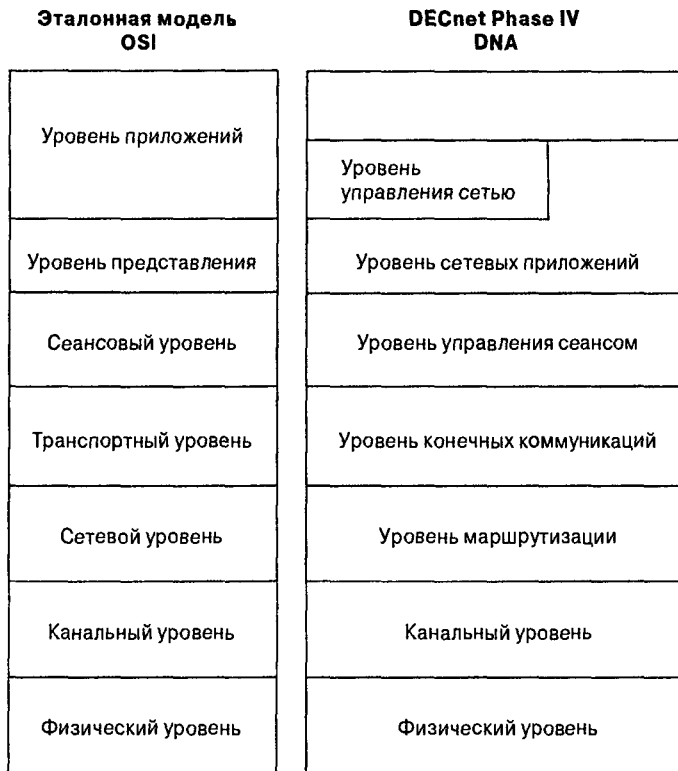 Эталонная модель
OSI
DECnet Phase IV
DNA
Уровень приложений
Уровень
управления сетью
Уровень представления
Уровень сетевых приложений
Сеансовый уровень
Уровень управления сеансом
Транспортный уровень
Уровень конечных коммуникаций
Сетевой уровень
Уровень маршрутизации
Канальный уровень
Канальный уровень
Физический уровень
Физический уровень